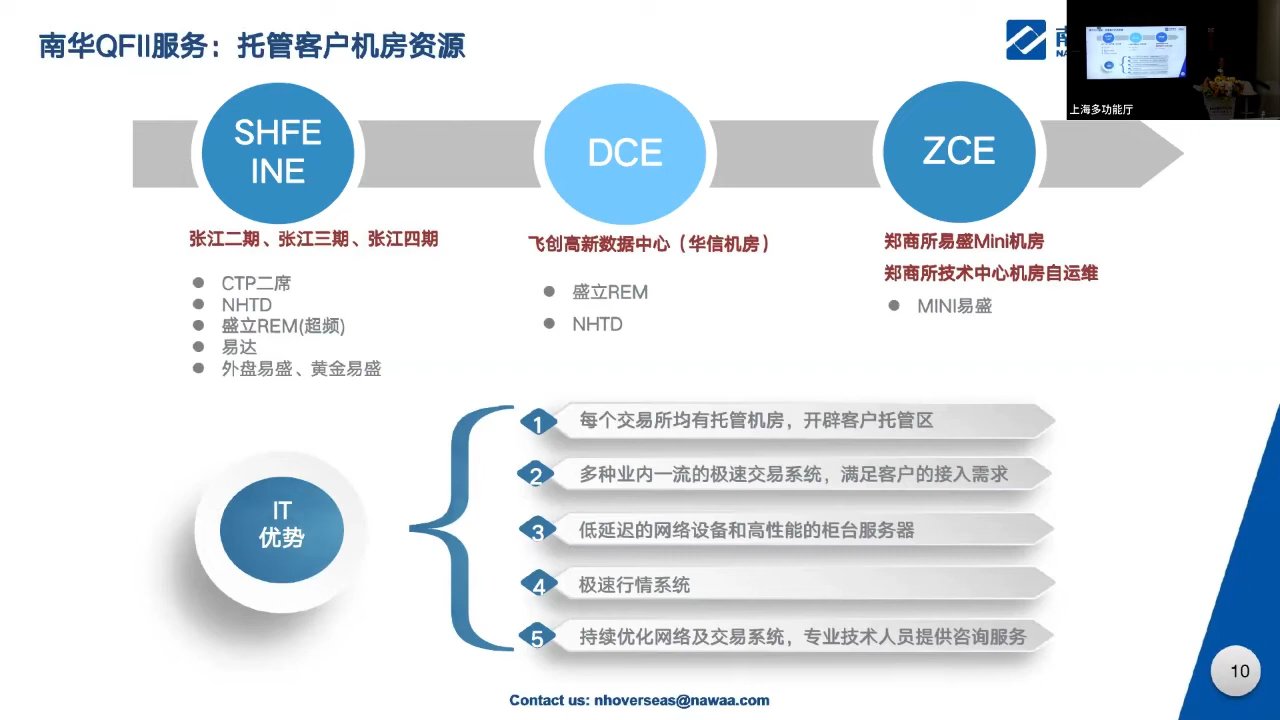 南华QFII服务：托管客户机房资源
上海多功能厅
SHFE
INE
DCE
ZCE
张江二期、张江三期、张江四期
CTP二席
NHTD
盛立REM(超频)
易达
外盘易盛、黄金易盛
飞创高新数据中心（华信机房）
盛立REM
NHTD
郑商所易盛Mini机房
郑商所技术中心机房自运维
MINI易盛
IT
优势
1 每个交易所均有托管机房，开辟客户托管区
2 多种业内一流的极速交易系统，满足客户的接入需求
3 低延迟的网络设备和高性能的柜台服务器
4 极速行情系统
5 持续优化网络及交易系统，专业技术人员提供咨询服务
Contact us: nhoverseas@nawaa.com
10